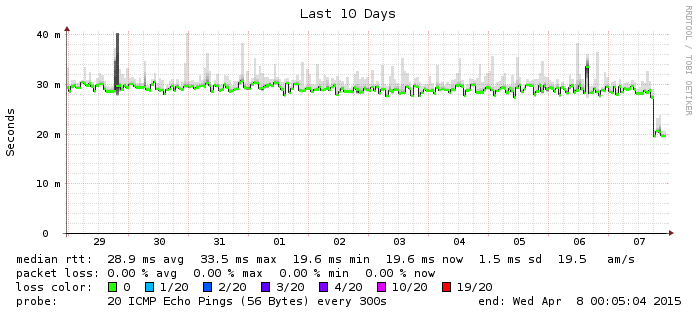 Last 10 Days
RRDTOOL / TOBI OETIKER
Seconds
40 m
30 m
20 m
10 m
0
29 30 31 01 02 03 04 05 06 07
median rtt: 28.9 ms avg 33.5 ms max 19.6 ms min 19.6 ms now 1.5 ms sd 19.5 am/s
packet loss: 0.00 % avg 0.00 % max 0.00 % min 0.00 % now
loss color: 0 1/20 2/20 3/20 4/20 10/20 19/20
probe: 20 ICMP Echo Pings (56 Bytes) every 300s end: Wed Apr 8 00:05:04 2015